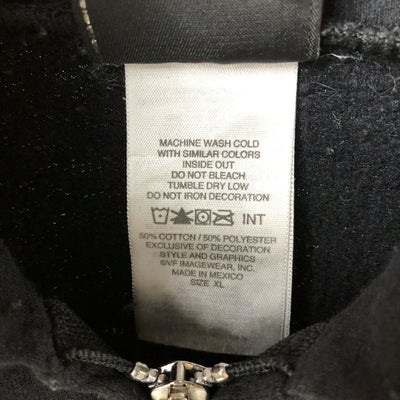 MACHINE WASH COLD
WITH SIMILAR COLORS
INSIDE OUT
DO NOT BLEACH
TUMBLE DRY LOW
DO NOT IRON DECORATION
INT
50% COTTON / 50% POLYESTER
EXCLUSIVE OF DECORATION
STYLE AND GRAPHICS
©VF IMAGEWEAR, INC.
MADE IN MEXICO
SIZE XL